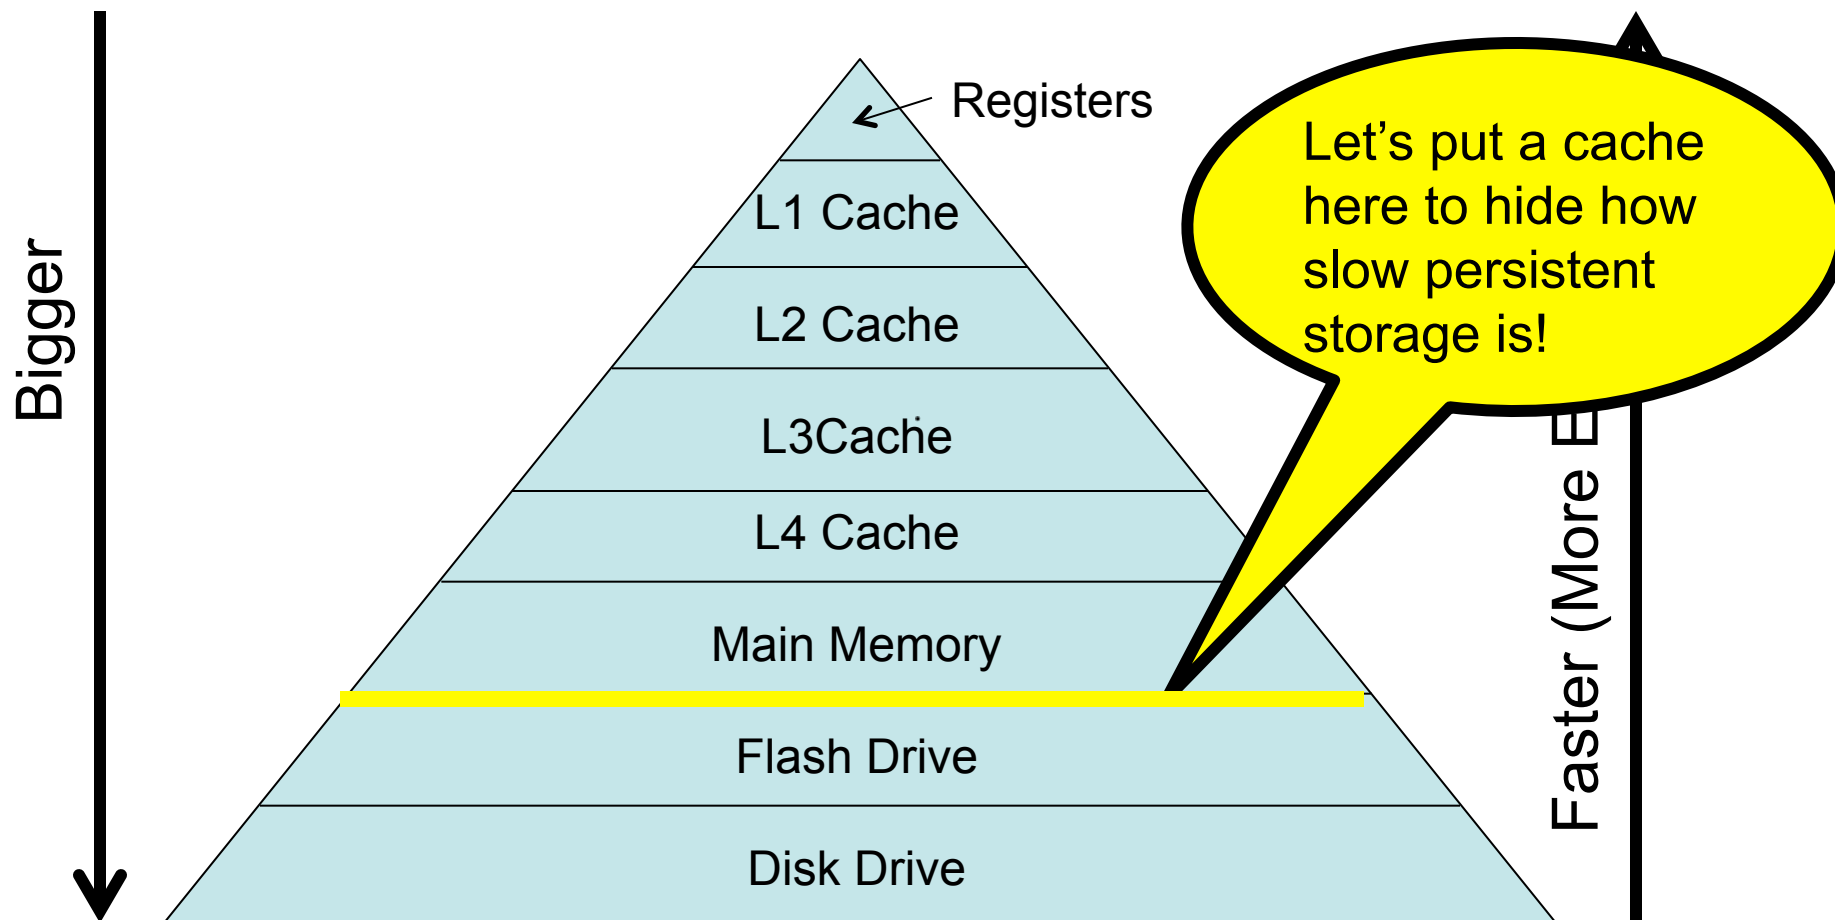 Bigger
Registers
Let's put a cache
here to hide how
slow persistent
storage is!
L1 Cache
L2 Cache
L3Cache
L4 Cache
Main Memory
Flash Drive
Disk Drive
Faster (More